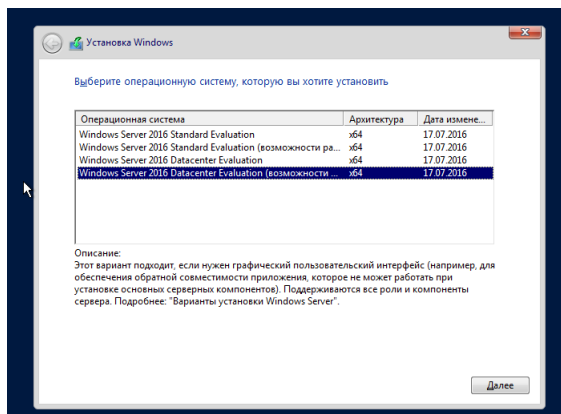 Установка Windows
Выберите операционную систему, которую вы хотите установить
Операционная система Архитектура Дата измене...
Windows Server 2016 Standard Evaluation x64 17.07.2016
Windows Server 2016 Standard Evaluation (возможности ра... x64 17.07.2016
Windows Server 2016 Datacenter Evaluation x64 17.07.2016
Windows Server 2016 Datacenter Evaluation (возможности ... x64 17.07.2016
Описание:
Этот вариант подходит, если нужен графический пользовательский интерфейс (например, для
обеспечения обратной совместимости приложения, которое не может работать при
установке основных серверных компонентов). Поддерживаются все роли и компоненты
сервера. Подробнее: "Варианты установки Windows Server".
Далее